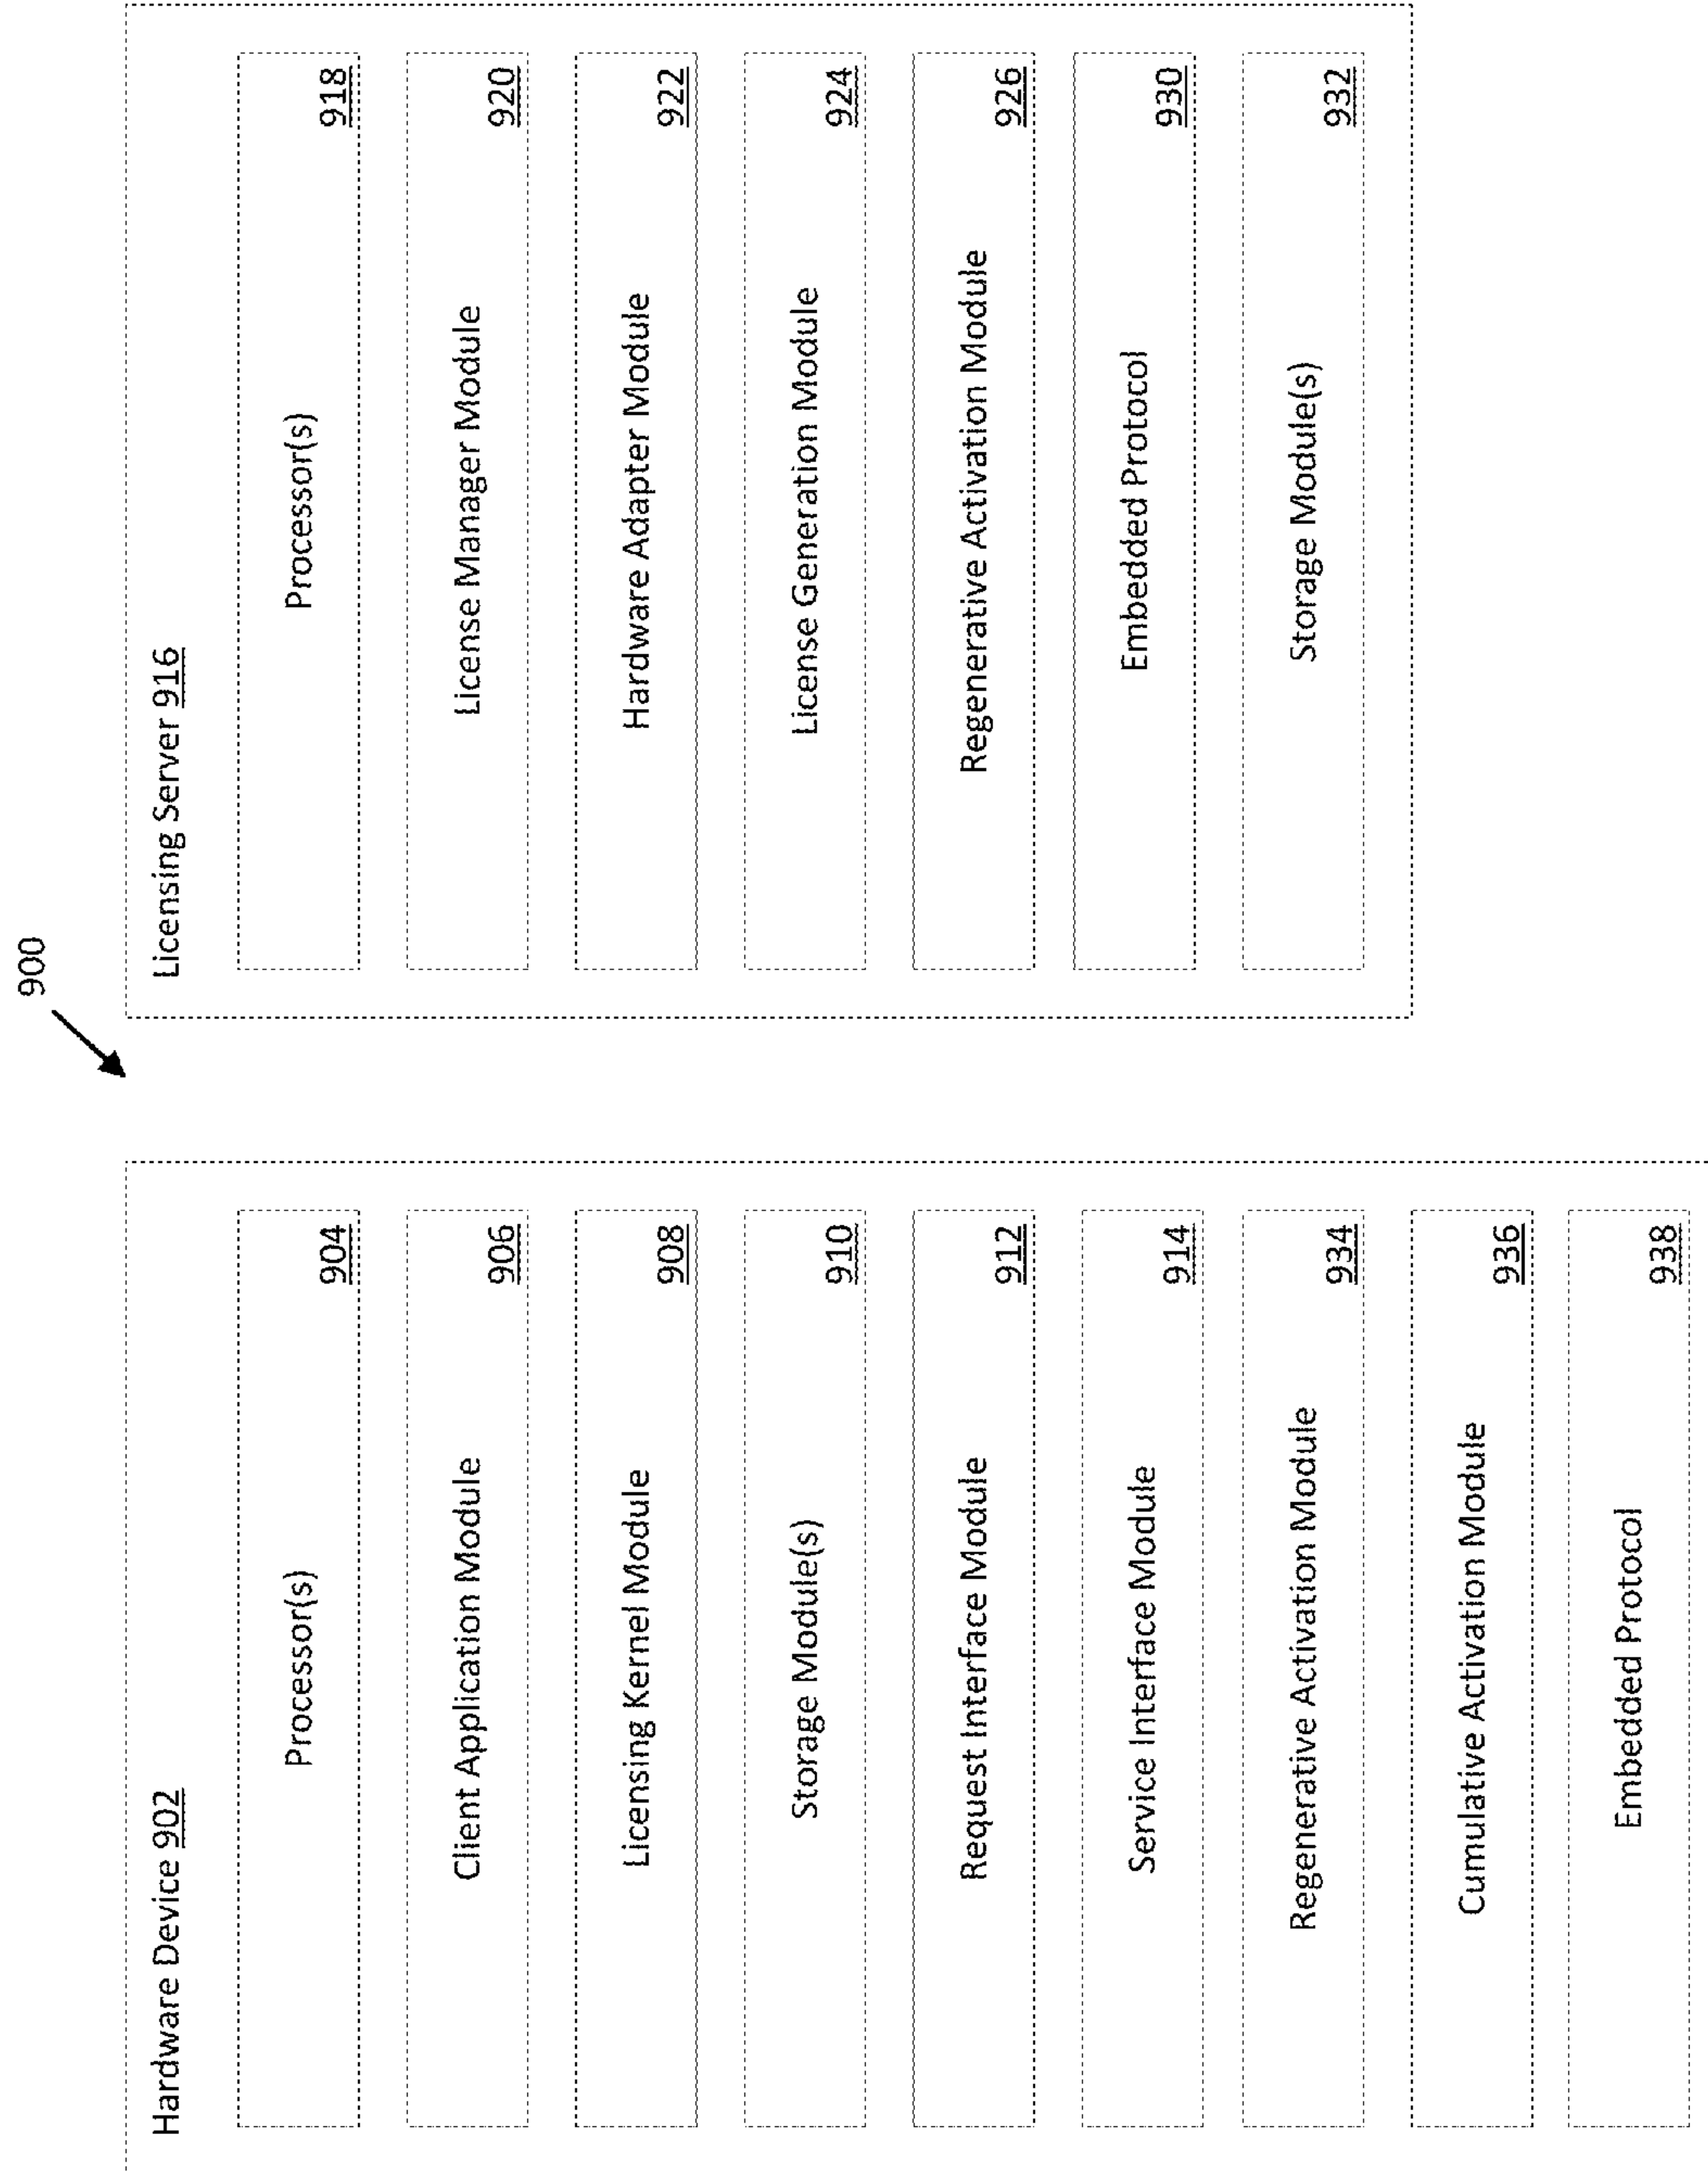 900
Hardware Device 902
Processor(s)
904
Client Application Module
906
Licensing Kernel Module
908
Storage Module(s)
910
Request Interface Module
912
Service Interface Module
914
Regenerative Activation Module
934
Cumulative Activation Module
936
Embedded Protocol
938
Licensing Server 916
Processor(s)
918
License Manager Module
920
Hardware Adapter Module
922
License Generation Module
924
Regenerative Activation Module
926
Embedded Protocol
930
Storage Module(s)
932